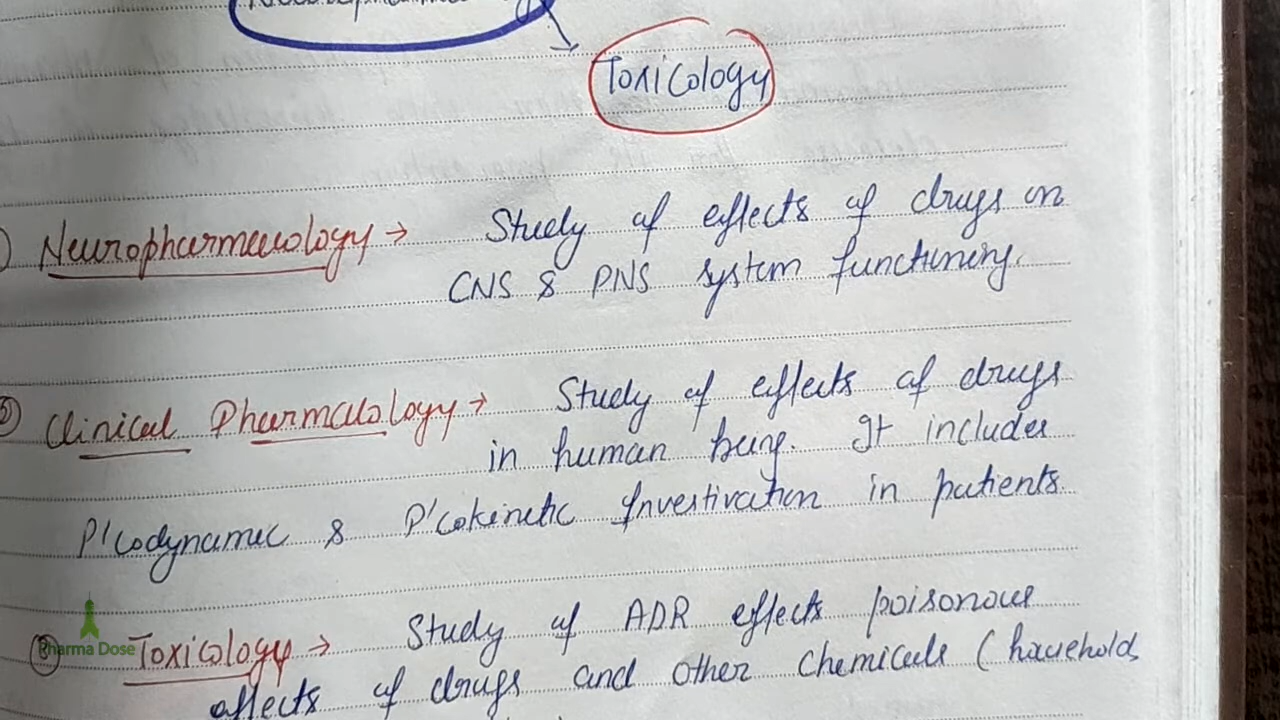 Toxicology
Neuropharmacology → Study of effects of drugs on
CNS & PNS system functioning.
Clinical Pharmacology → Study of effects of drugs
in human being. It includes
P'codynamic & P'cokinetic Investivation in patients
③ Toxicology → Study of ADR effects poisonous
effects of drugs and other chemicals (household,
Pharma Dose